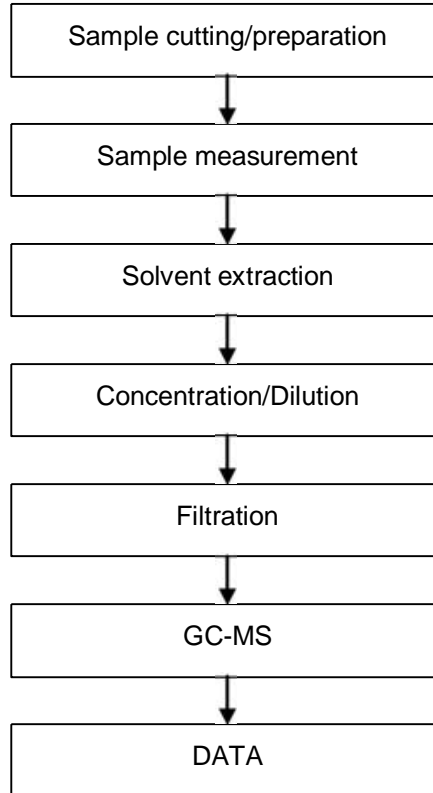 Sample cutting/preparation
Sample measurement
Solvent extraction
Concentration/Dilution
Filtration
GC-MS
DATA